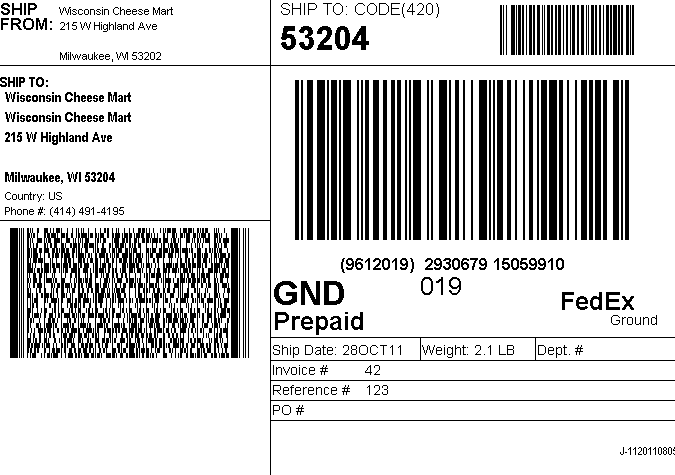 SHIP FROM:
Wisconsin Cheese Mart
215 W Highland Ave
Milwaukee, WI 53202
SHIP TO:
Wisconsin Cheese Mart
Wisconsin Cheese Mart
215 W Highland Ave
Milwaukee, WI 53204
Country: US
Phone #: (414) 491-4195
SHIP TO: CODE(420)
53204
(9612019) 2930679 15059910
019
GND
Prepaid
FedEx
Ground
Ship Date: 28OCT11 Weight: 2.1 LB Dept. #
Invoice # 42
Reference # 123
PO #
J-1120110805